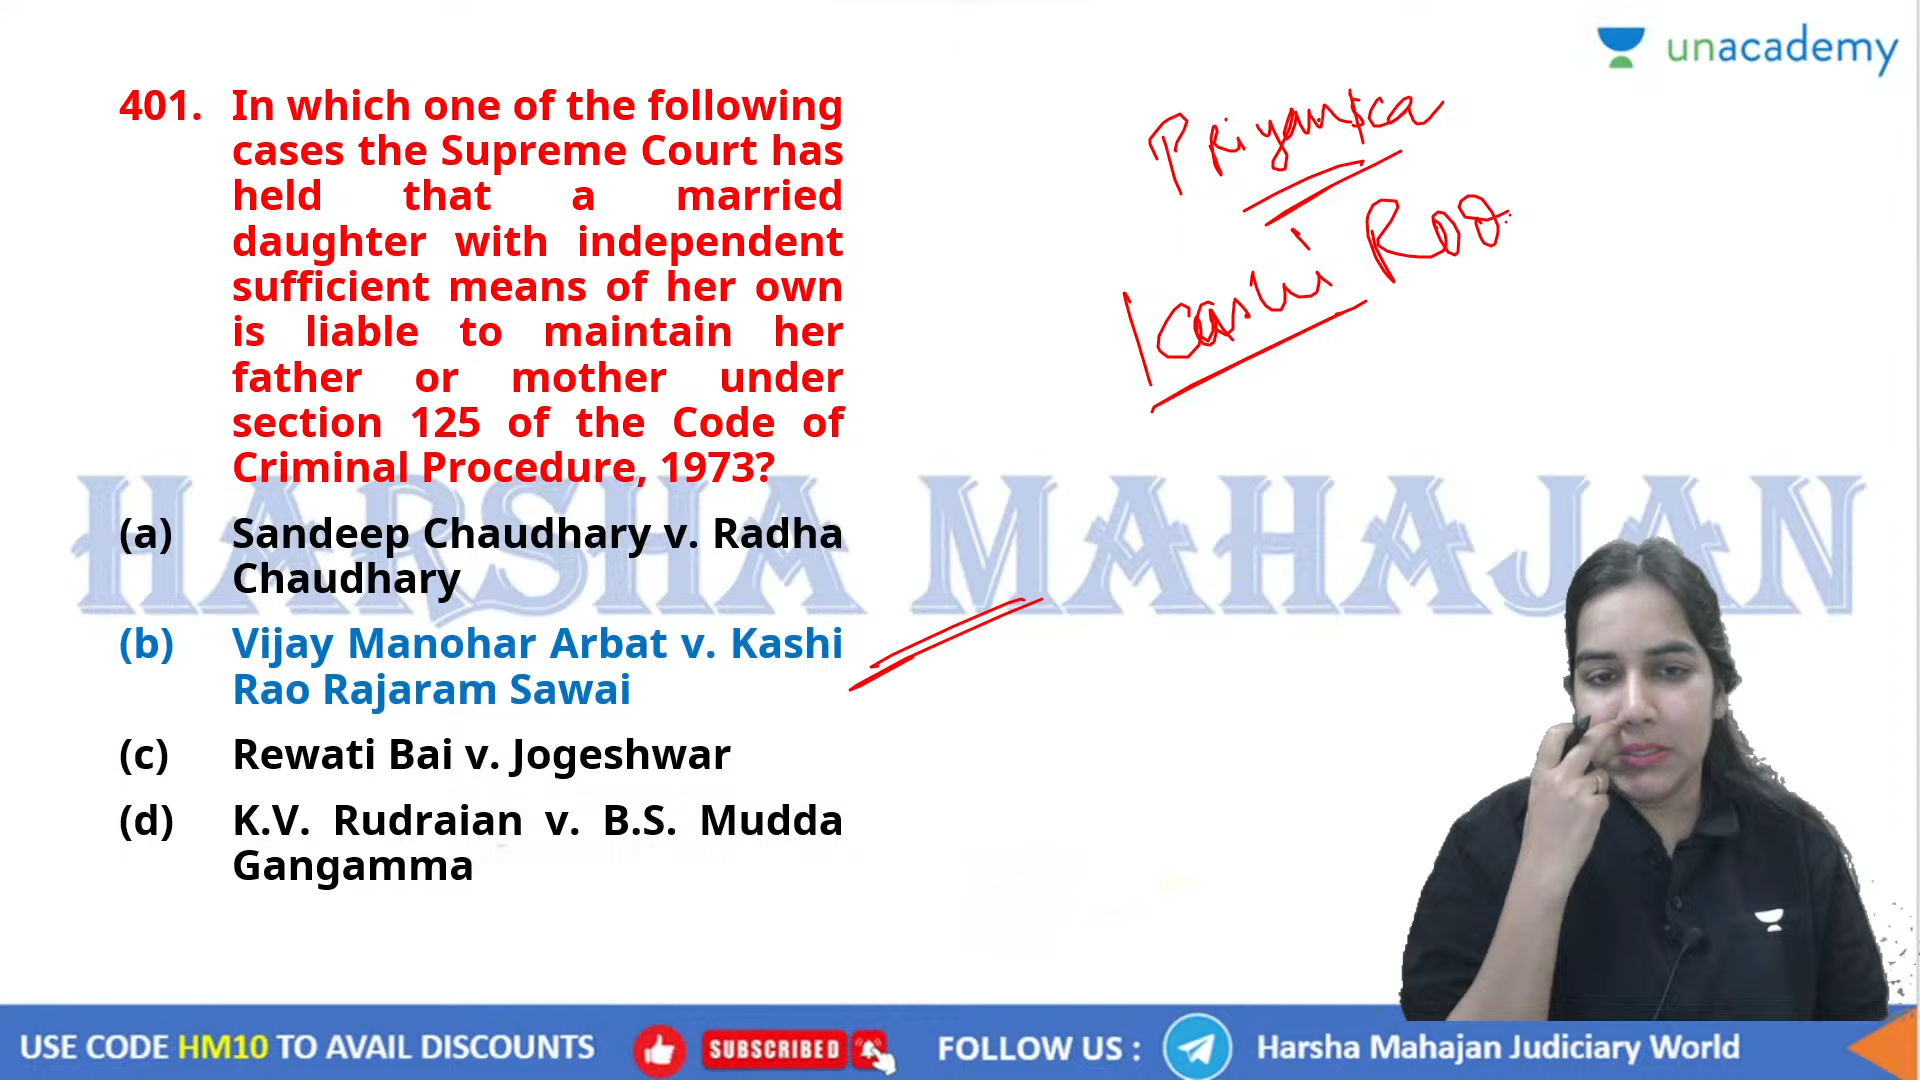 unacademy
401. In which one of the following
cases the Supreme Court has
held that a married
daughter with independent
sufficient means of her own
is liable to maintain her
father or mother under
section 125 of the Code of
Criminal Procedure, 1973?
(a) Sandeep Chaudhary v. Radha
Chaudhary
(b) Vijay Manohar Arbat v. Kashi
Rao Rajaram Sawai
(c) Rewati Bai v. Jogeshwar
(d) K.V. Rudraian v. B.S. Mudda
Gangamma
Priyanka
Kashi Rao
HARSHA MAHAJAN
USE CODE HM10 TO AVAIL DISCOUNTS
SUBSCRIBED
FOLLOW US :
Harsha Mahajan Judiciary World